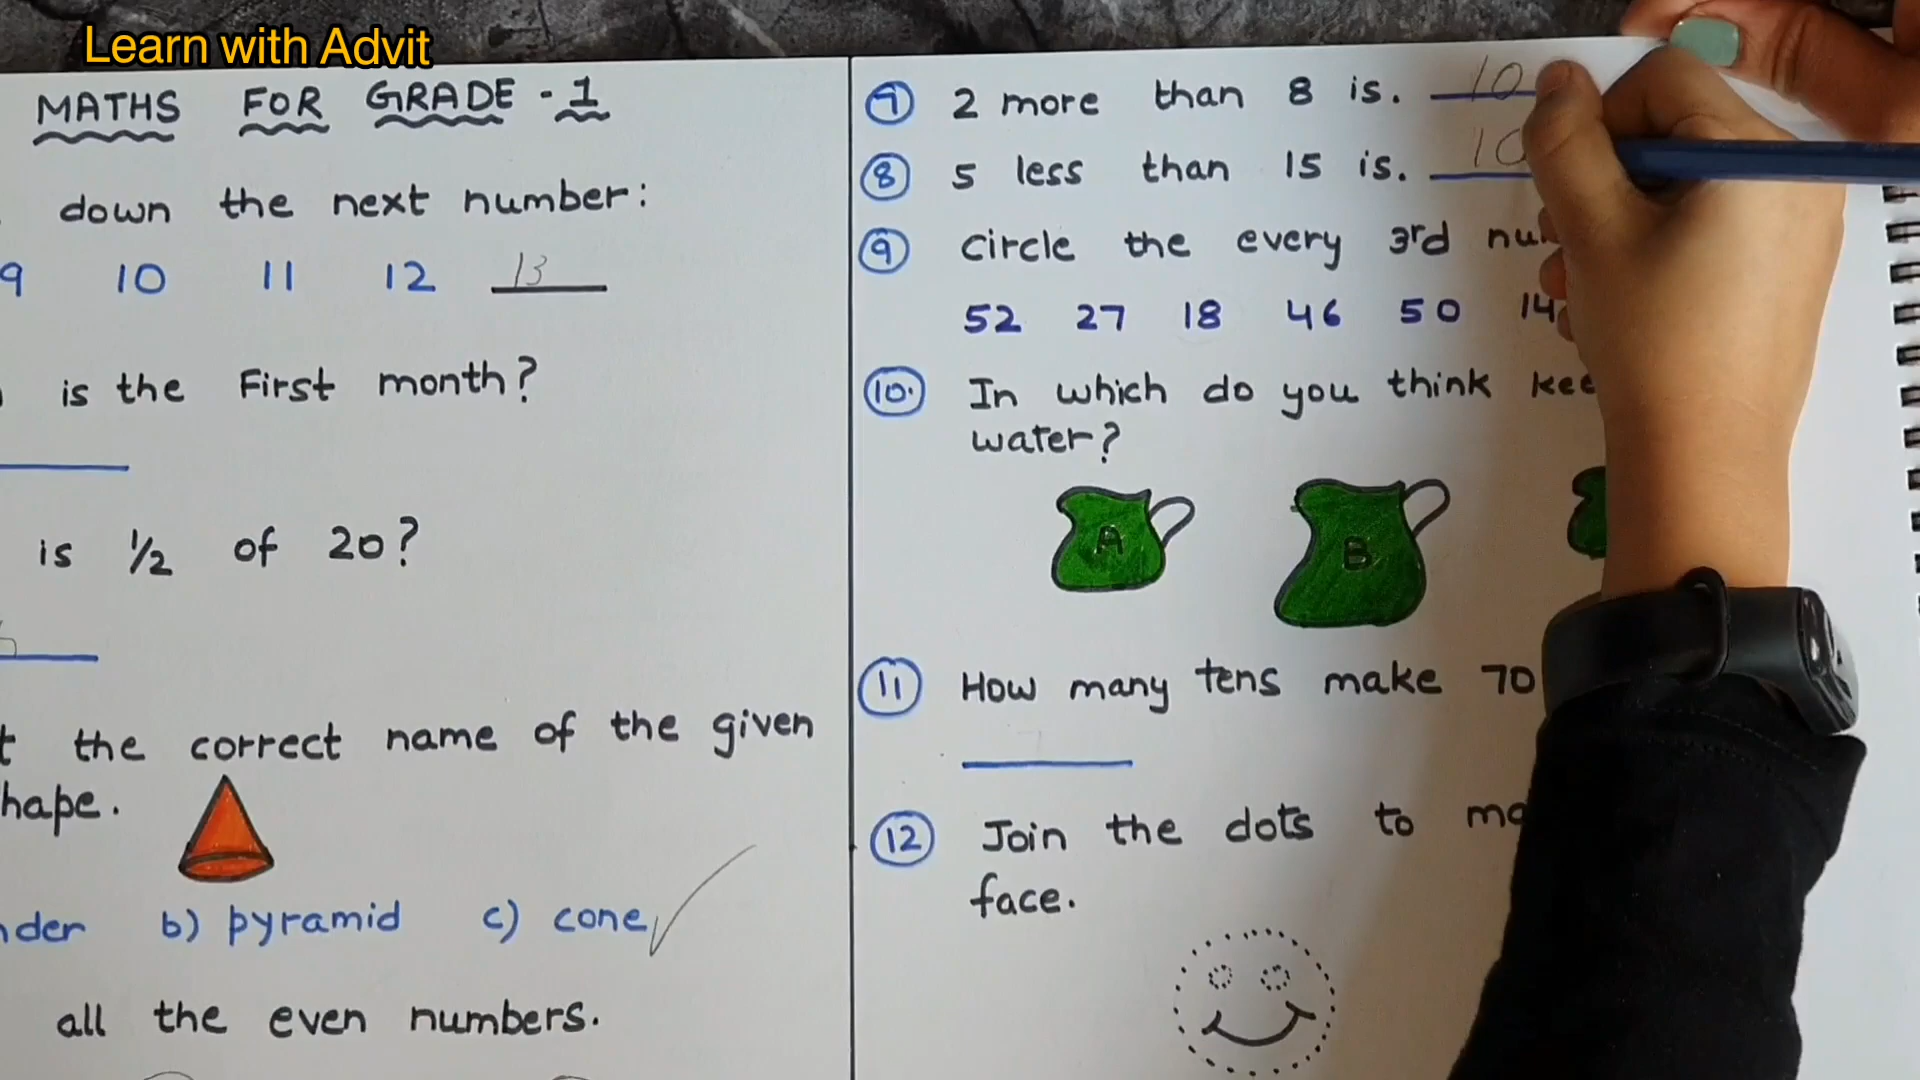 Learn with Advit
MATHS FOR GRADE - 1
down the next number:
9 10 11 12 13
is the First month?
is 1/2 of 20?
the correct name of the given
hape.
nder b) pyramid c) cone
all the even numbers.
7 2 more than 8 is. 10
8 5 less than 15 is. 10
9 circle the every 3rd nu
52 27 18 46 50 14
10. In which do you think kee
water?
A B
11 How many tens make 70
12 Join the dots to ma
face.